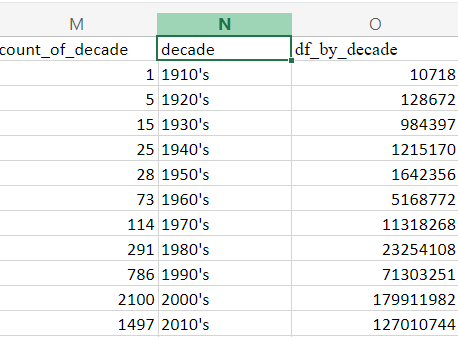 M N O
count_of_decade decade df_by_decade
1 1910's 10718
5 1920's 128672
15 1930's 984397
25 1940's 1215170
28 1950's 1642356
73 1960's 5168772
114 1970's 11318268
291 1980's 23254108
786 1990's 71303251
2100 2000's 179911982
1497 2010's 127010744